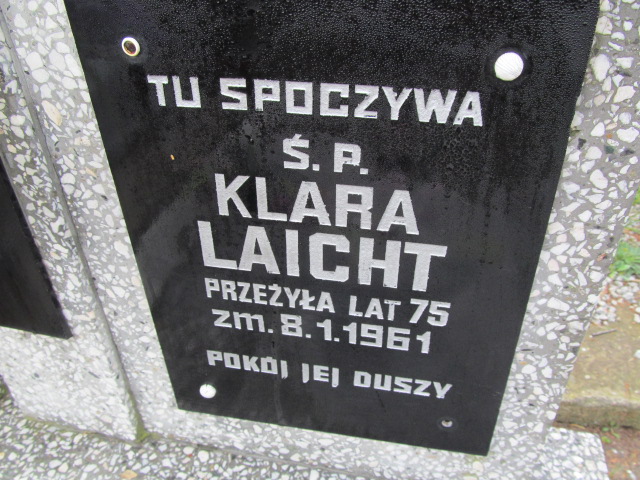 TU SPOCZYWA
Ś. P.
KLARA
LAICHT
PRZEŻYŁA LAT 75
zm. 8.1.1961
POKÓJ JEJ DUSZY